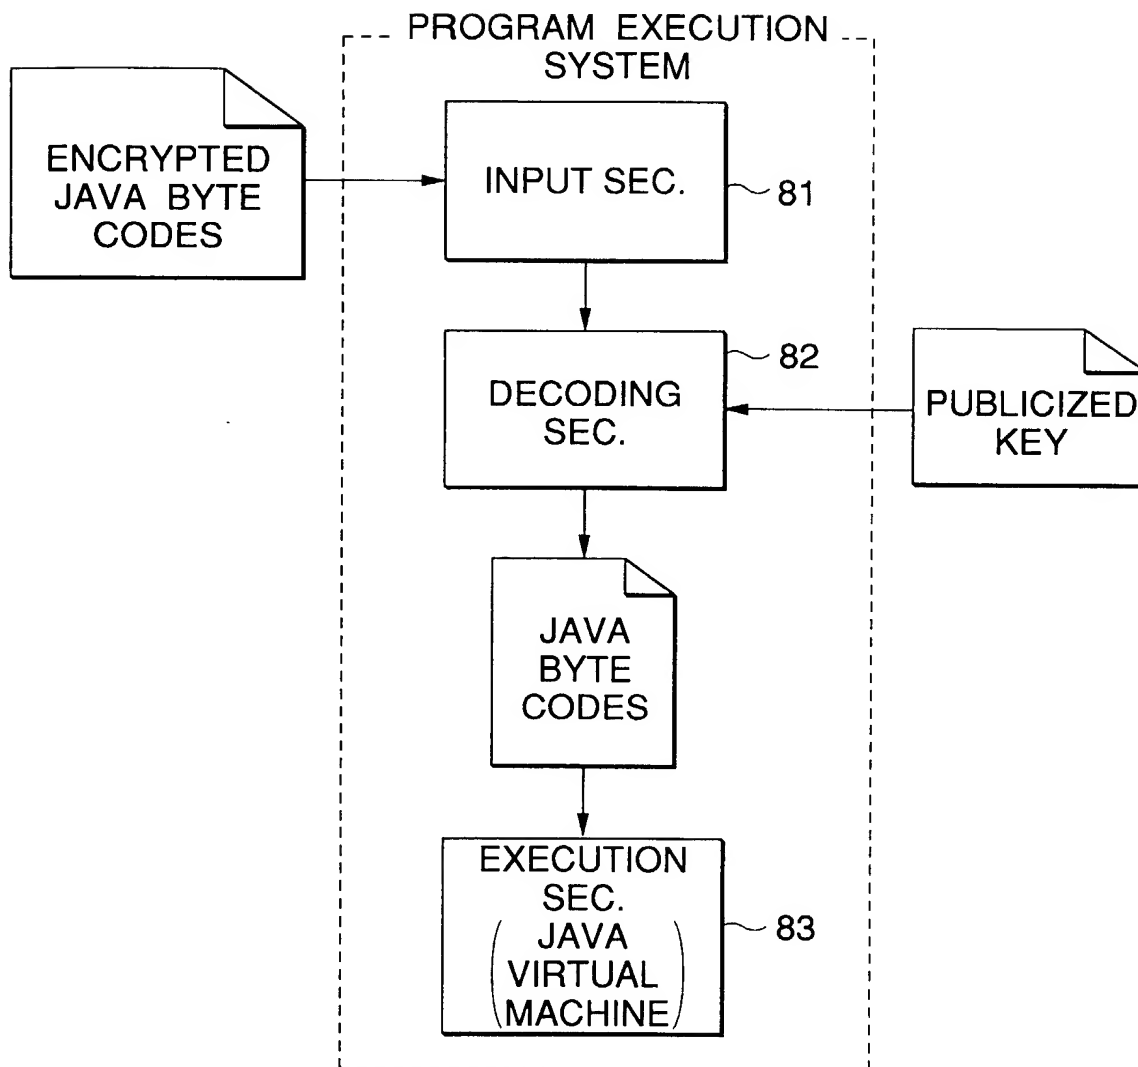 PROGRAM EXECUTION
SYSTEM
ENCRYPTED
JAVA BYTE
CODES
INPUT SEC.
81
DECODING
SEC.
82
PUBLICIZED
KEY
JAVA
BYTE
CODES
EXECUTION
SEC.
(JAVA
VIRTUAL
MACHINE)
83